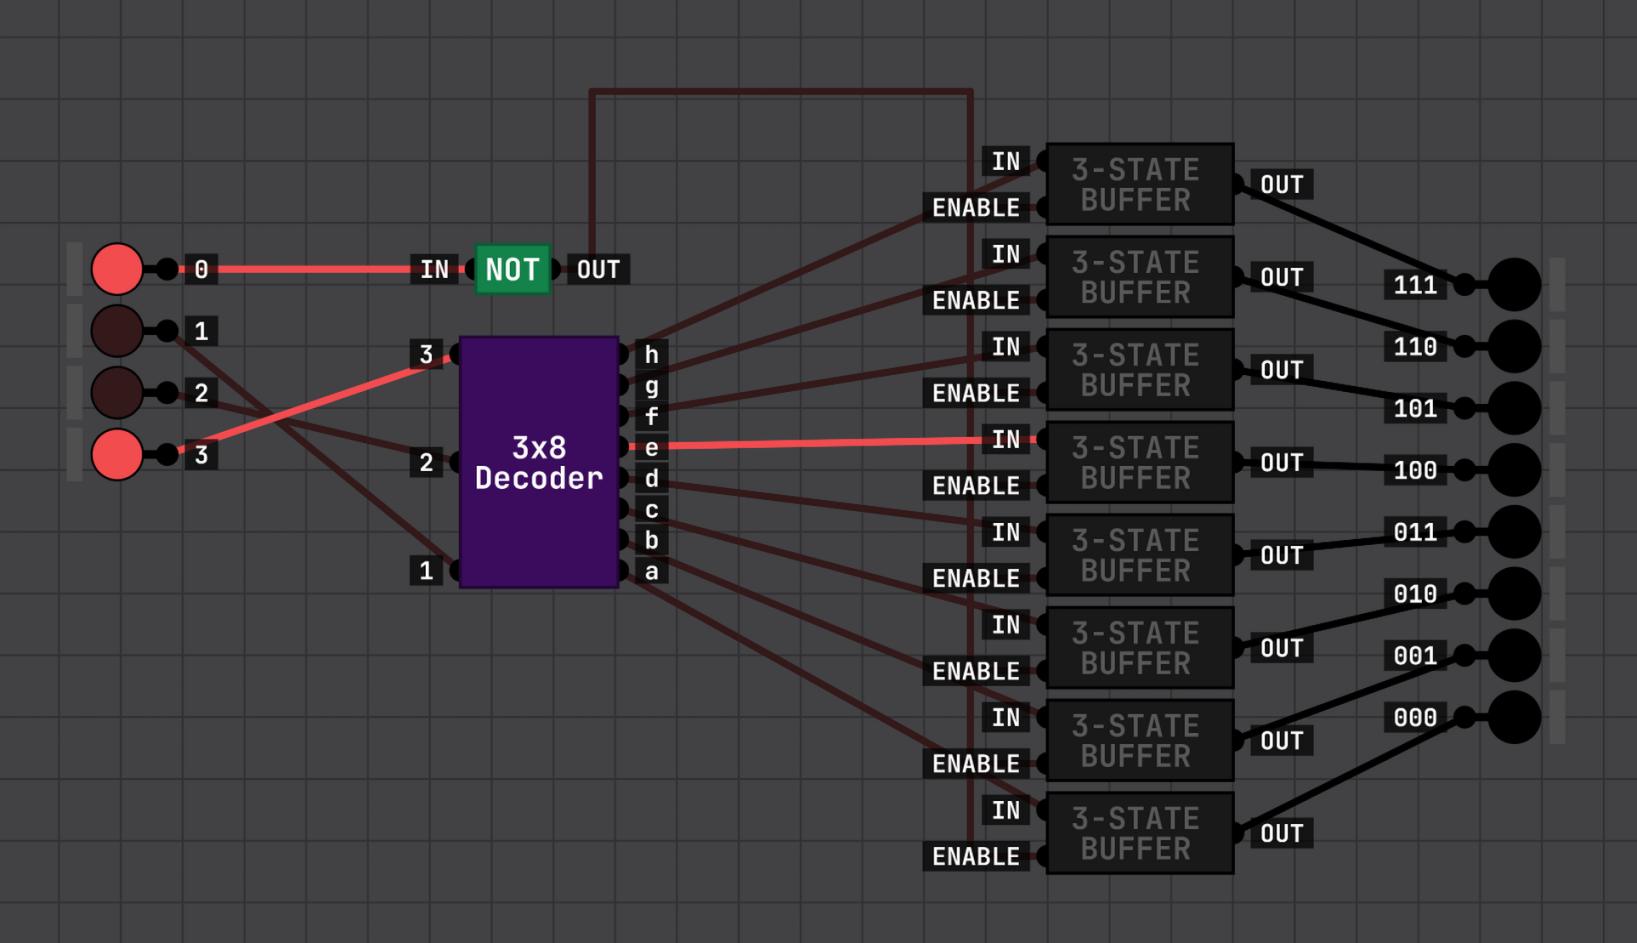 0
IN
NOT
OUT
1
2
3
3
2
1
3x8
Decoder
h
g
f
e
d
c
b
a
IN
ENABLE
3-STATE
BUFFER
OUT
IN
ENABLE
3-STATE
BUFFER
OUT
IN
ENABLE
3-STATE
BUFFER
OUT
IN
ENABLE
3-STATE
BUFFER
OUT
IN
ENABLE
3-STATE
BUFFER
OUT
IN
ENABLE
3-STATE
BUFFER
OUT
IN
ENABLE
3-STATE
BUFFER
OUT
IN
ENABLE
3-STATE
BUFFER
OUT
111
110
101
100
011
010
001
000